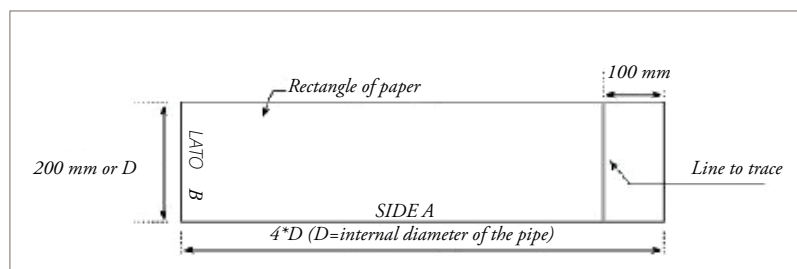 100 mm
Rectangle of paper
LATO B
200 mm or D
Line to trace
SIDE A
4*D (D=internal diameter of the pipe)